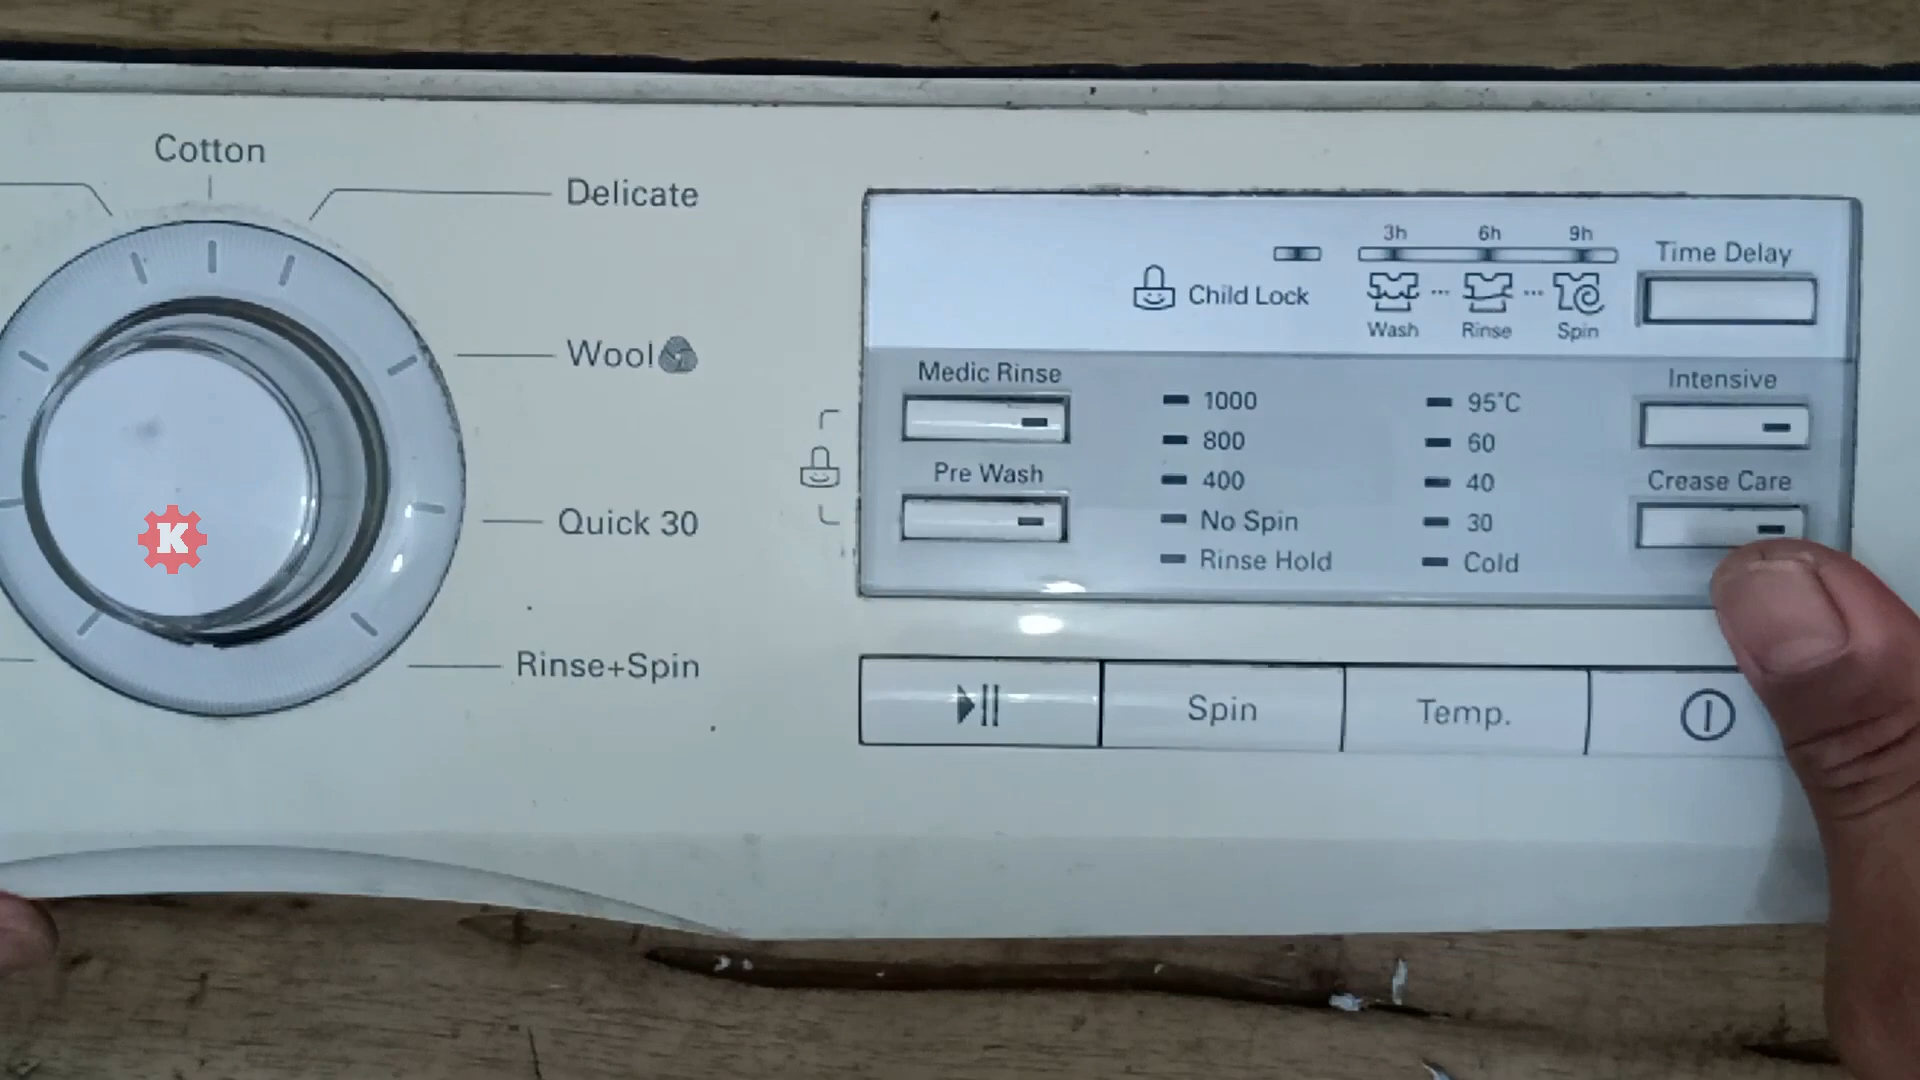 Cotton
Delicate
Wool
Quick 30
Rinse+Spin
K
3h 6h 9h
Time Delay
Child Lock
Wash Rinse Spin
Medic Rinse
Pre Wash
1000
800
400
No Spin
Rinse Hold
95°C
60
40
30
Cold
Intensive
Crease Care
Spin
Temp.